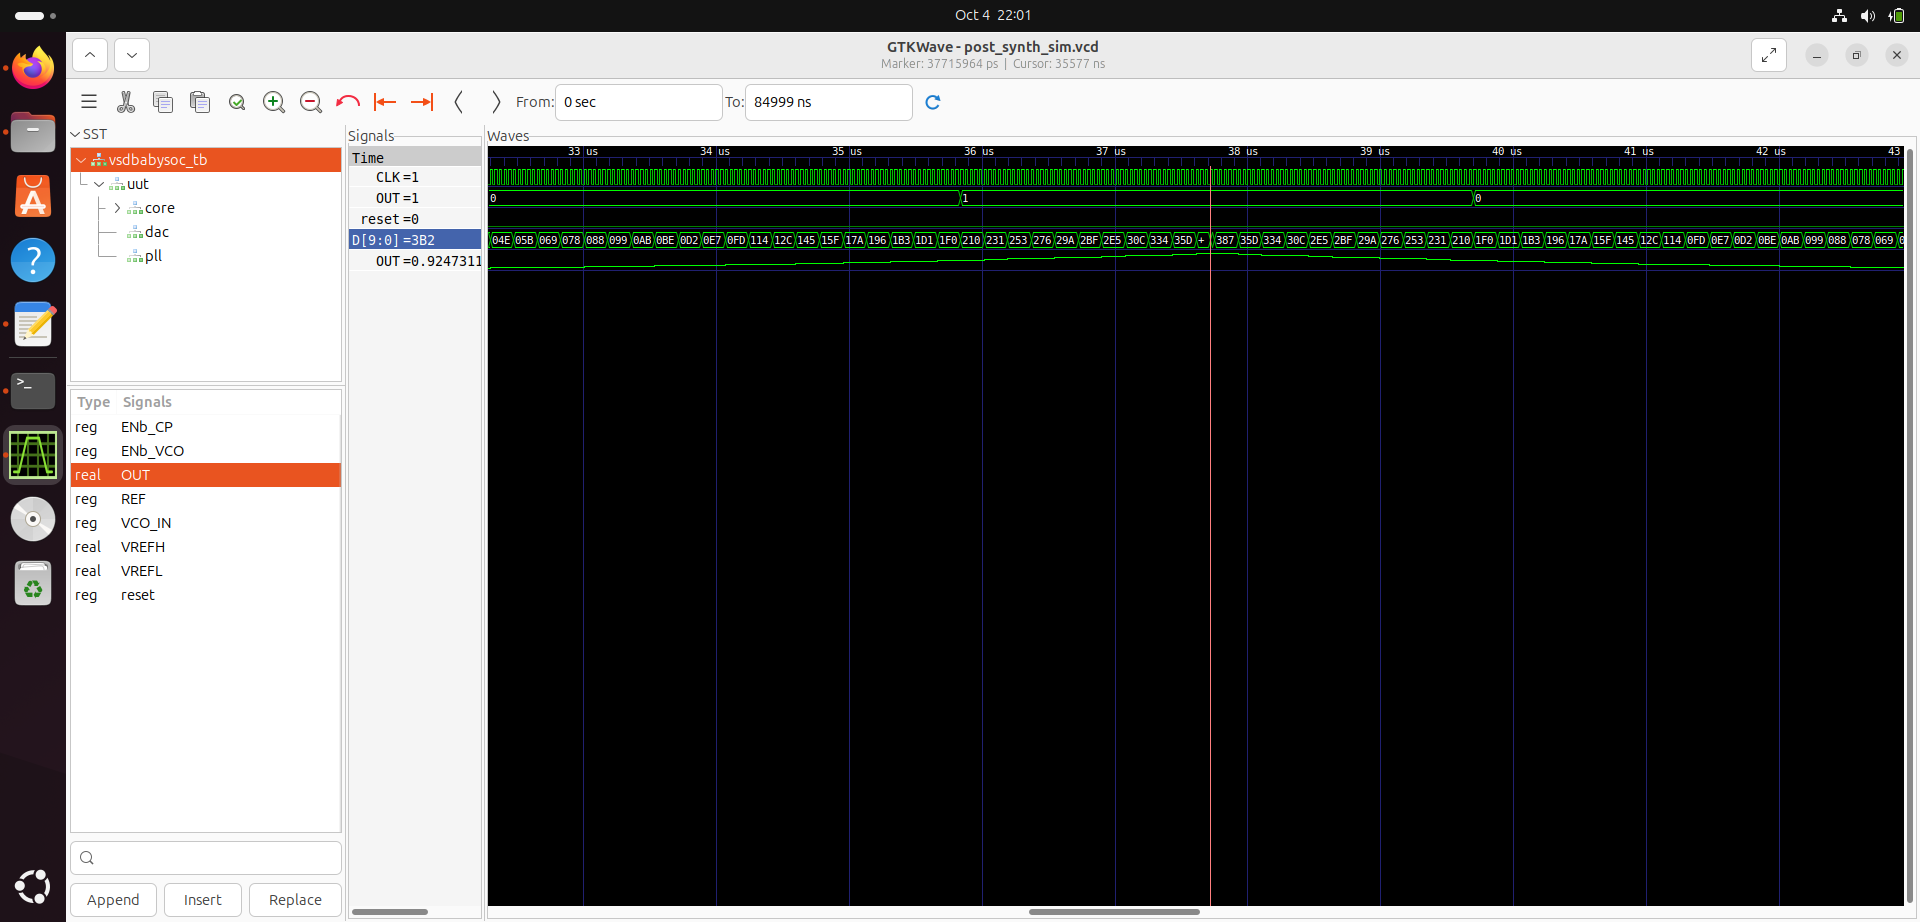 Oct 4 22:01
GTKWave - post_synth_sim.vcd
Marker: 37715964 ps | Cursor: 35577 ns
From: 0 sec To: 84999 ns
SST
vsdbabysoc_tb
uut
core
dac
pll
Type Signals
reg ENb_CP
reg ENb_VCO
real OUT
reg REF
reg VCO_IN
real VREFH
real VREFL
reg reset
Append Insert Replace
Signals
Time
CLK=1
OUT=1
reset=0
D[9:0]=3B2
OUT=0.9247311
Waves
33 us 34 us 35 us 36 us 37 us 38 us 39 us 40 us 41 us 42 us 43
0 1 0
04E 05B 069 078 088 099 0AB 0BE 0D2 0E7 0FD 114 12C 145 15F 17A 196 1B3 1D1 1F0 210 231 253 276 29A 2BF 2E5 30C 334 35D + 387 35D 334 30C 2E5 2BF 29A 276 253 231 210 1F0 1D1 1B3 196 17A 15F 145 12C 114 0FD 0E7 0D2 0BE 0AB 099 088 078 069 0